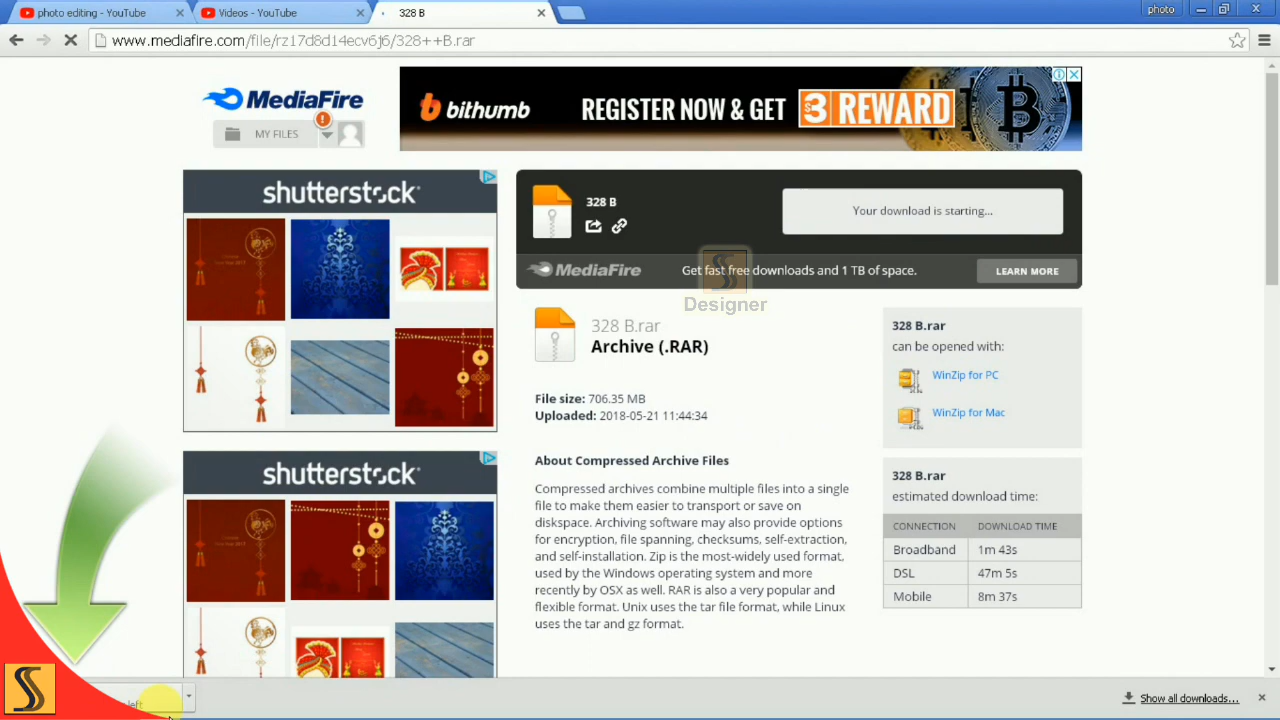 photo editing - YouTube
Videos - YouTube
328 B
photo
www.mediafire.com/file/rz17d8d14ecv6j6/328++B.rar
MediaFire
MY FILES
bithumb
REGISTER NOW & GET
$3 REWARD
shutterstock
328 B
Your download is starting...
MediaFire
Get fast free downloads and 1 TB of space.
LEARN MORE
S
Designer
328 B.rar
Archive (.RAR)
File size: 706.35 MB
Uploaded: 2018-05-21 11:44:34
328 B.rar
can be opened with:
WinZip for PC
WinZip for Mac
shutterstock
About Compressed Archive Files
Compressed archives combine multiple files into a single
file to make them easier to transport or save on
diskspace. Archiving software may also provide options
for encryption, file spanning, checksums, self-extraction,
and self-installation. Zip is the most-widely used format,
used by the Windows operating system and more
recently by OSX as well. RAR is also a very popular and
flexible format. Unix uses the tar file format, while Linux
uses the tar and gz format.
328 B.rar
estimated download time:
CONNECTION DOWNLOAD TIME
Broadband 1m 43s
DSL 47m 5s
Mobile 8m 37s
S
left
Show all downloads...